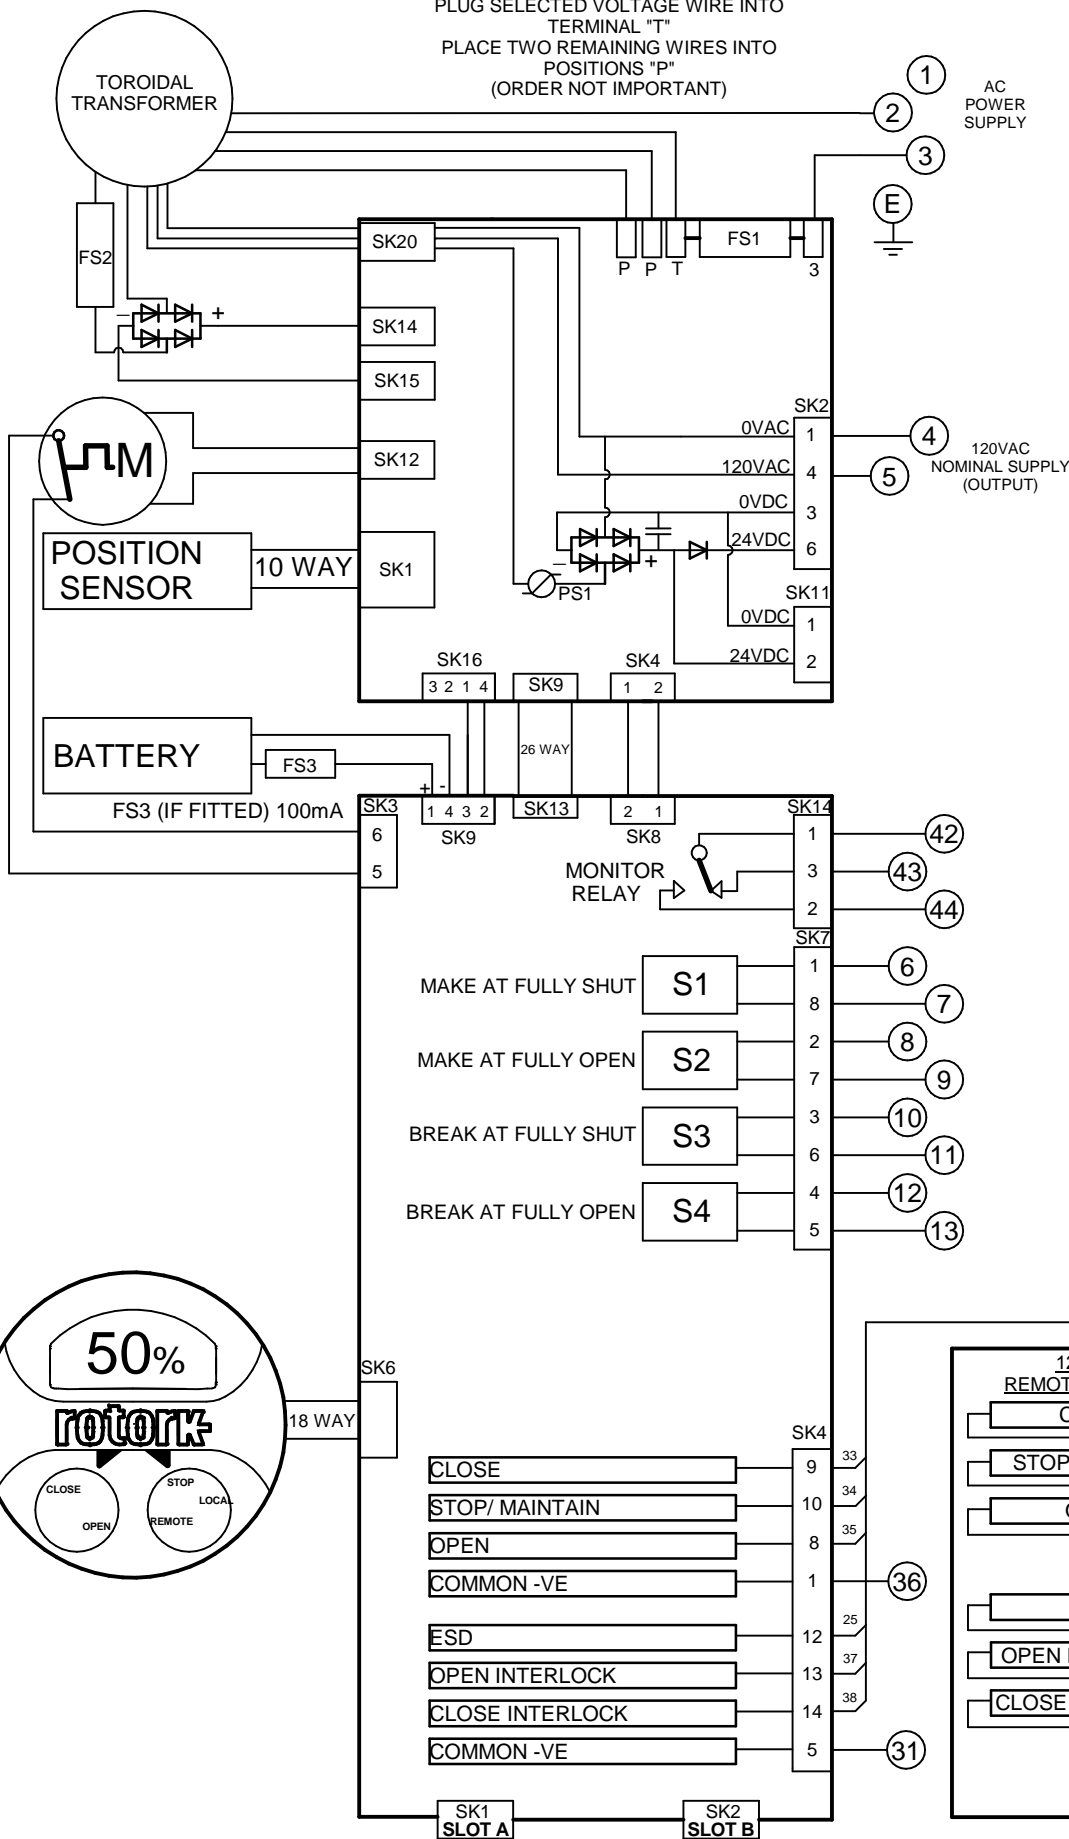 PLUG SELECTED VOLTAGE WIRE INTO
TERMINAL "T"
PLACE TWO REMAINING WIRES INTO
POSITIONS "P"
(ORDER NOT IMPORTANT)
TOROIDAL
TRANSFORMER
1
2
3
E
AC
POWER
SUPPLY
FS2
SK20
P P T
FS1
3
− +
SK14
SK15
M
SK12
POSITION
SENSOR
10 WAY
SK1
SK2
0VAC 1
120VAC 4
0VDC 3
24VDC 6
4
5
120VAC
NOMINAL SUPPLY
(OUTPUT)
− +
PS1
SK11
0VDC 1
24VDC 2
SK16
3 2 1 4
SK9
SK4
1 2
BATTERY
FS3
26 WAY
FS3 (IF FITTED) 100mA
+ -
SK3
6
5
1 4 3 2
SK9
SK13
2 1
SK8
SK14
MONITOR
RELAY
1 42
3 43
2 44
SK7
MAKE AT FULLY SHUT S1 1 6
8 7
MAKE AT FULLY OPEN S2 2 8
7 9
BREAK AT FULLY SHUT S3 3 10
6 11
BREAK AT FULLY OPEN S4 4 12
5 13
50%
rotork
CLOSE
OPEN
STOP
LOCAL
REMOTE
SK6
18 WAY
SK4
CLOSE 9 33
STOP/ MAINTAIN 10 34
OPEN 8 35
COMMON -VE 1 36
ESD 12 25
OPEN INTERLOCK 13 37
CLOSE INTERLOCK 14 38
COMMON -VE 5 31
SK1
SLOT A
SK2
SLOT B
STOP
OPEN
CLOSE